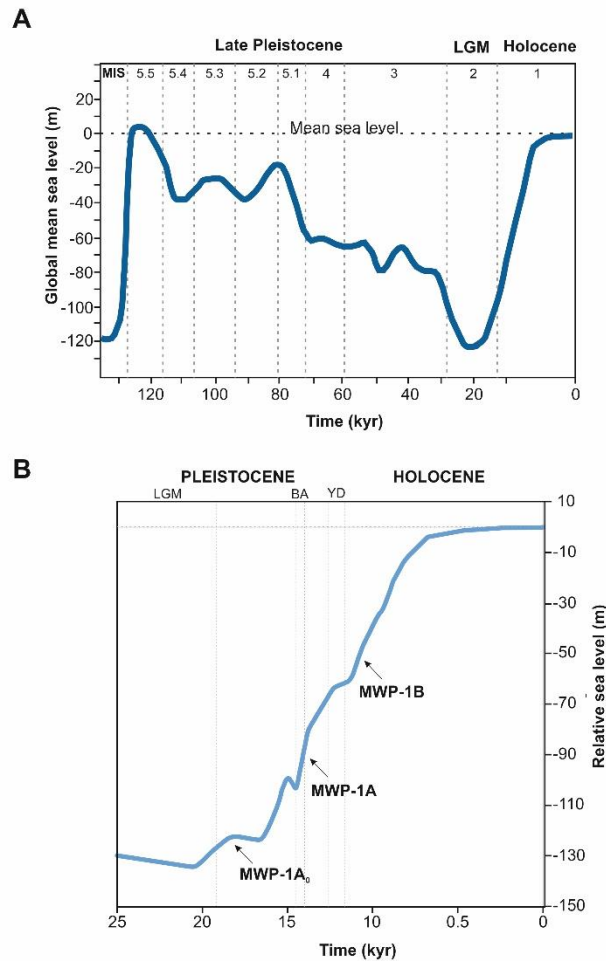 A
Late Pleistocene LGM Holocene
MIS 5.5 5.4 5.3 5.2 5.1 4 3 2 1
Mean sea level
20
0
-20
-40
-60
-80
-100
-120
Global mean sea level (m)
120 100 80 60 40 20 0
Time (kyr)
B
PLEISTOCENE HOLOCENE
LGM BA YD
10
-10
-30
-50
-70
-90
-110
-130
-150
Relative sea level (m)
MWP-1B
MWP-1A
MWP-1A₀
25 20 15 10 0.5 0
Time (kyr)